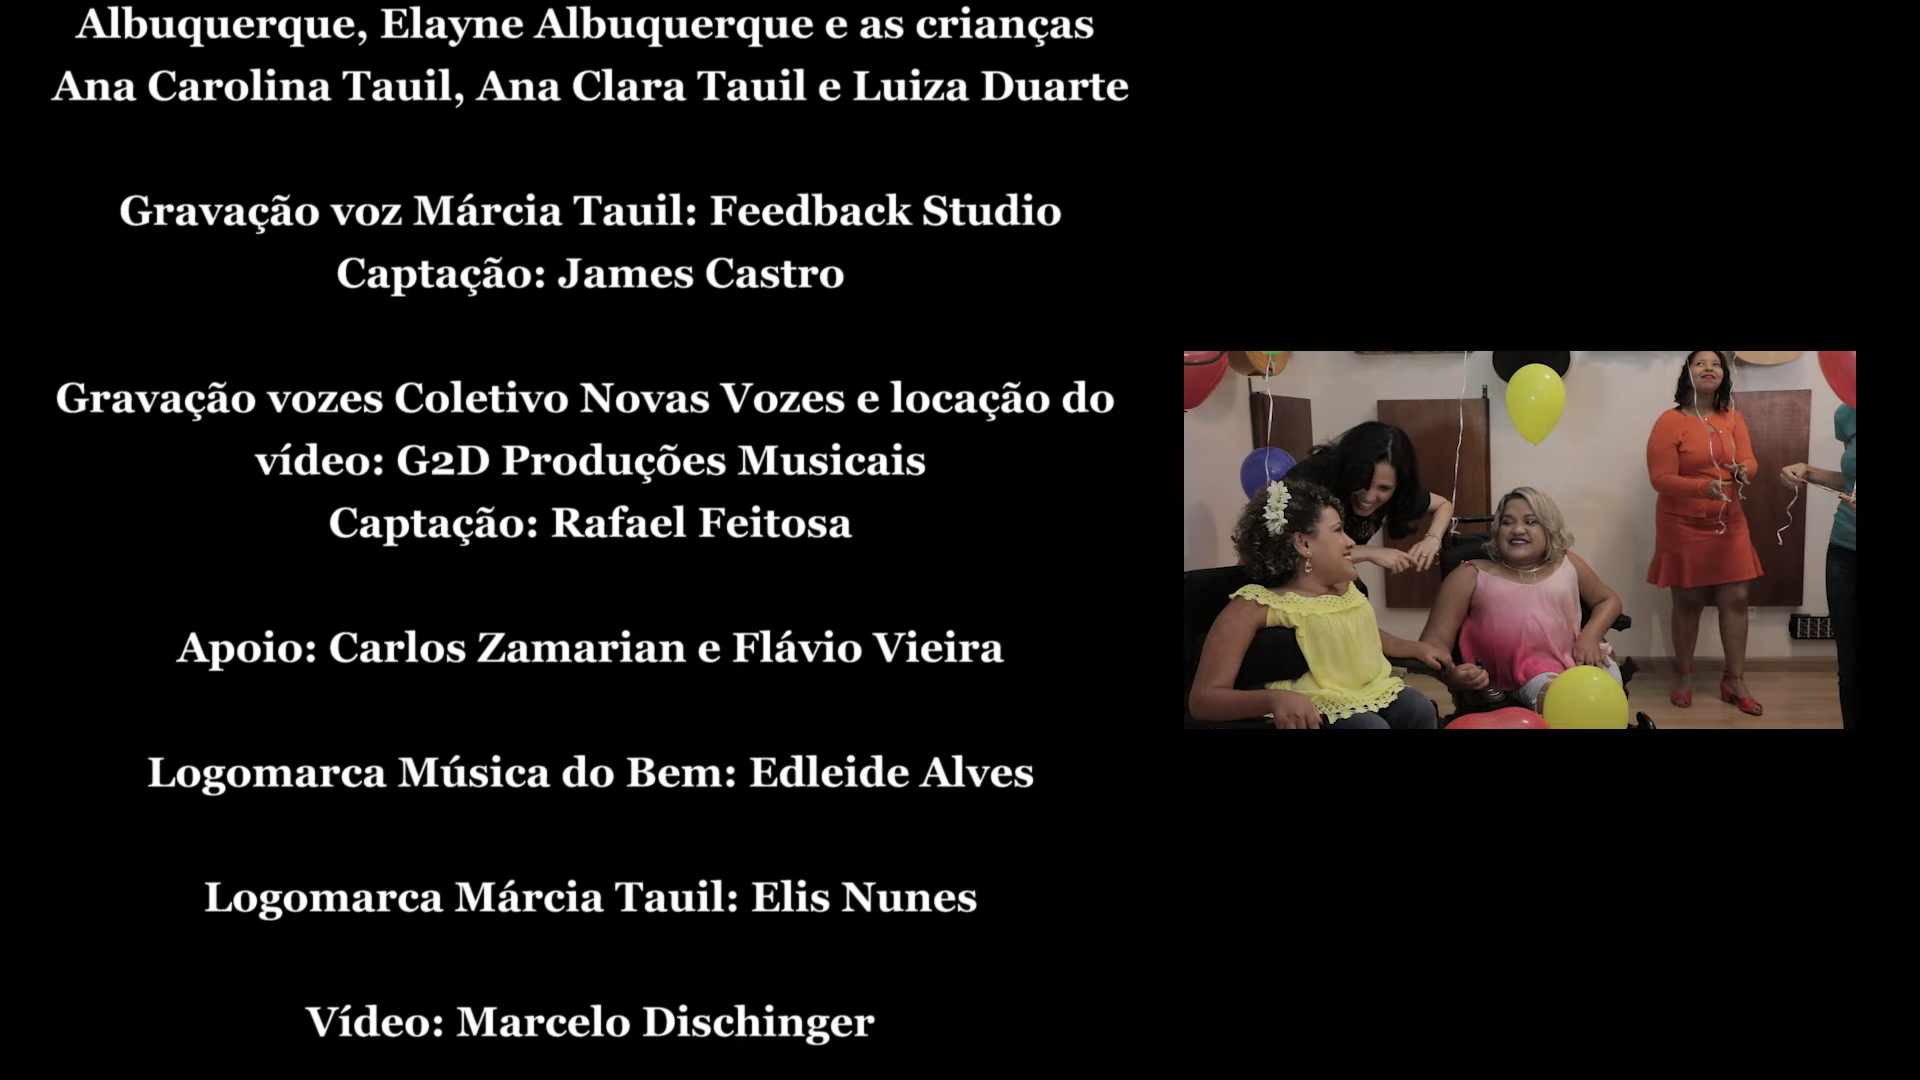 Albuquerque, Elayne Albuquerque e as crianças
Ana Carolina Tauil, Ana Clara Tauil e Luiza Duarte
Gravação voz Márcia Tauil: Feedback Studio
Captação: James Castro
Gravação vozes Coletivo Novas Vozes e locação do
vídeo: G2D Produções Musicais
Captação: Rafael Feitosa
Apoio: Carlos Zamarian e Flávio Vieira
Logomarca Música do Bem: Edleide Alves
Logomarca Márcia Tauil: Elis Nunes
Vídeo: Marcelo Dischinger